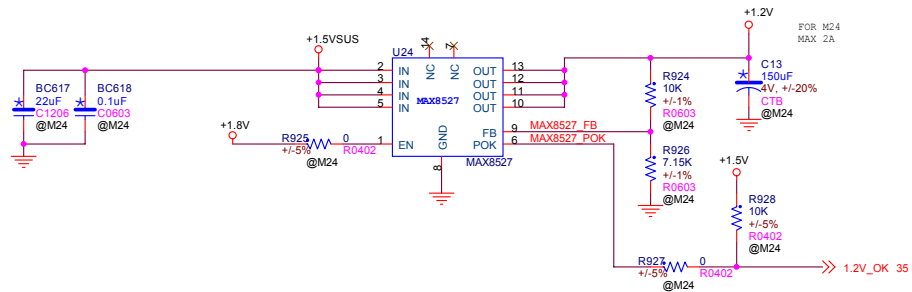 +1.2V
FOR M24
MAX 2A
+1.5VSUS
U24
14
7
NC
NC
BC617
22uF
C1206
@M24
BC618
0.1uF
C0603
@M24
2
3
4
5
IN
IN
IN
IN
MAX8527
OUT
OUT
OUT
OUT
13
12
11
10
R924
10K
+/-1%
R0603
@M24
C13
150uF
4V, +/-20%
CTB
@M24
+1.8V
R925
0
+/-5%
R0402
@M24
1
EN
GND
8
FB
POK
9
6
MAX8527_FB
MAX8527_POK
MAX8527
R926
7.15K
+/-1%
R0603
@M24
+1.5V
R928
10K
+/-5%
R0402
@M24
R927
0
+/-5%
R0402
@M24
1.2V_OK 35